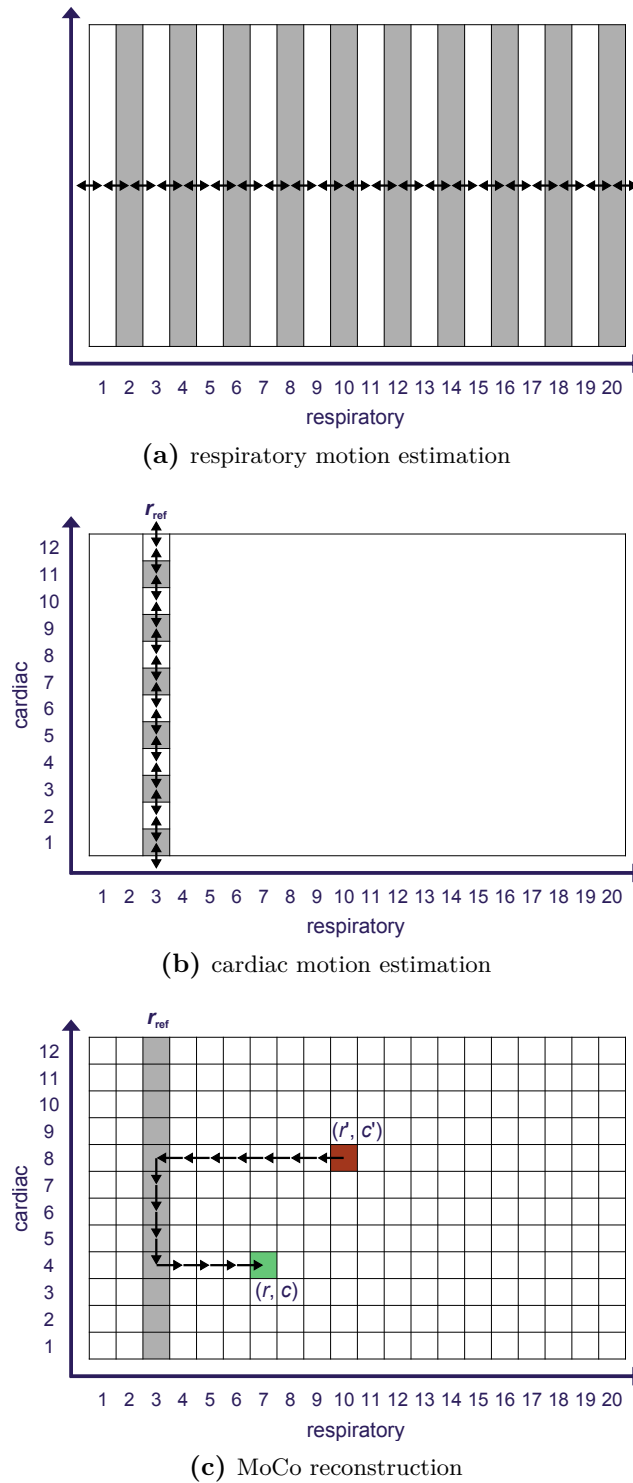 1 2 3 4 5 6 7 8 9 10 11 12 13 14 15 16 17 18 19 20
respiratory
(a) respiratory motion estimation
r_ref
12
11
10
9
8
7
6
5
4
3
2
1
cardiac
1 2 3 4 5 6 7 8 9 10 11 12 13 14 15 16 17 18 19 20
respiratory
(b) cardiac motion estimation
r_ref
12
11
10
9
8
7
6
5
4
3
2
1
cardiac
(r', c')
(r, c)
1 2 3 4 5 6 7 8 9 10 11 12 13 14 15 16 17 18 19 20
respiratory
(c) MoCo reconstruction